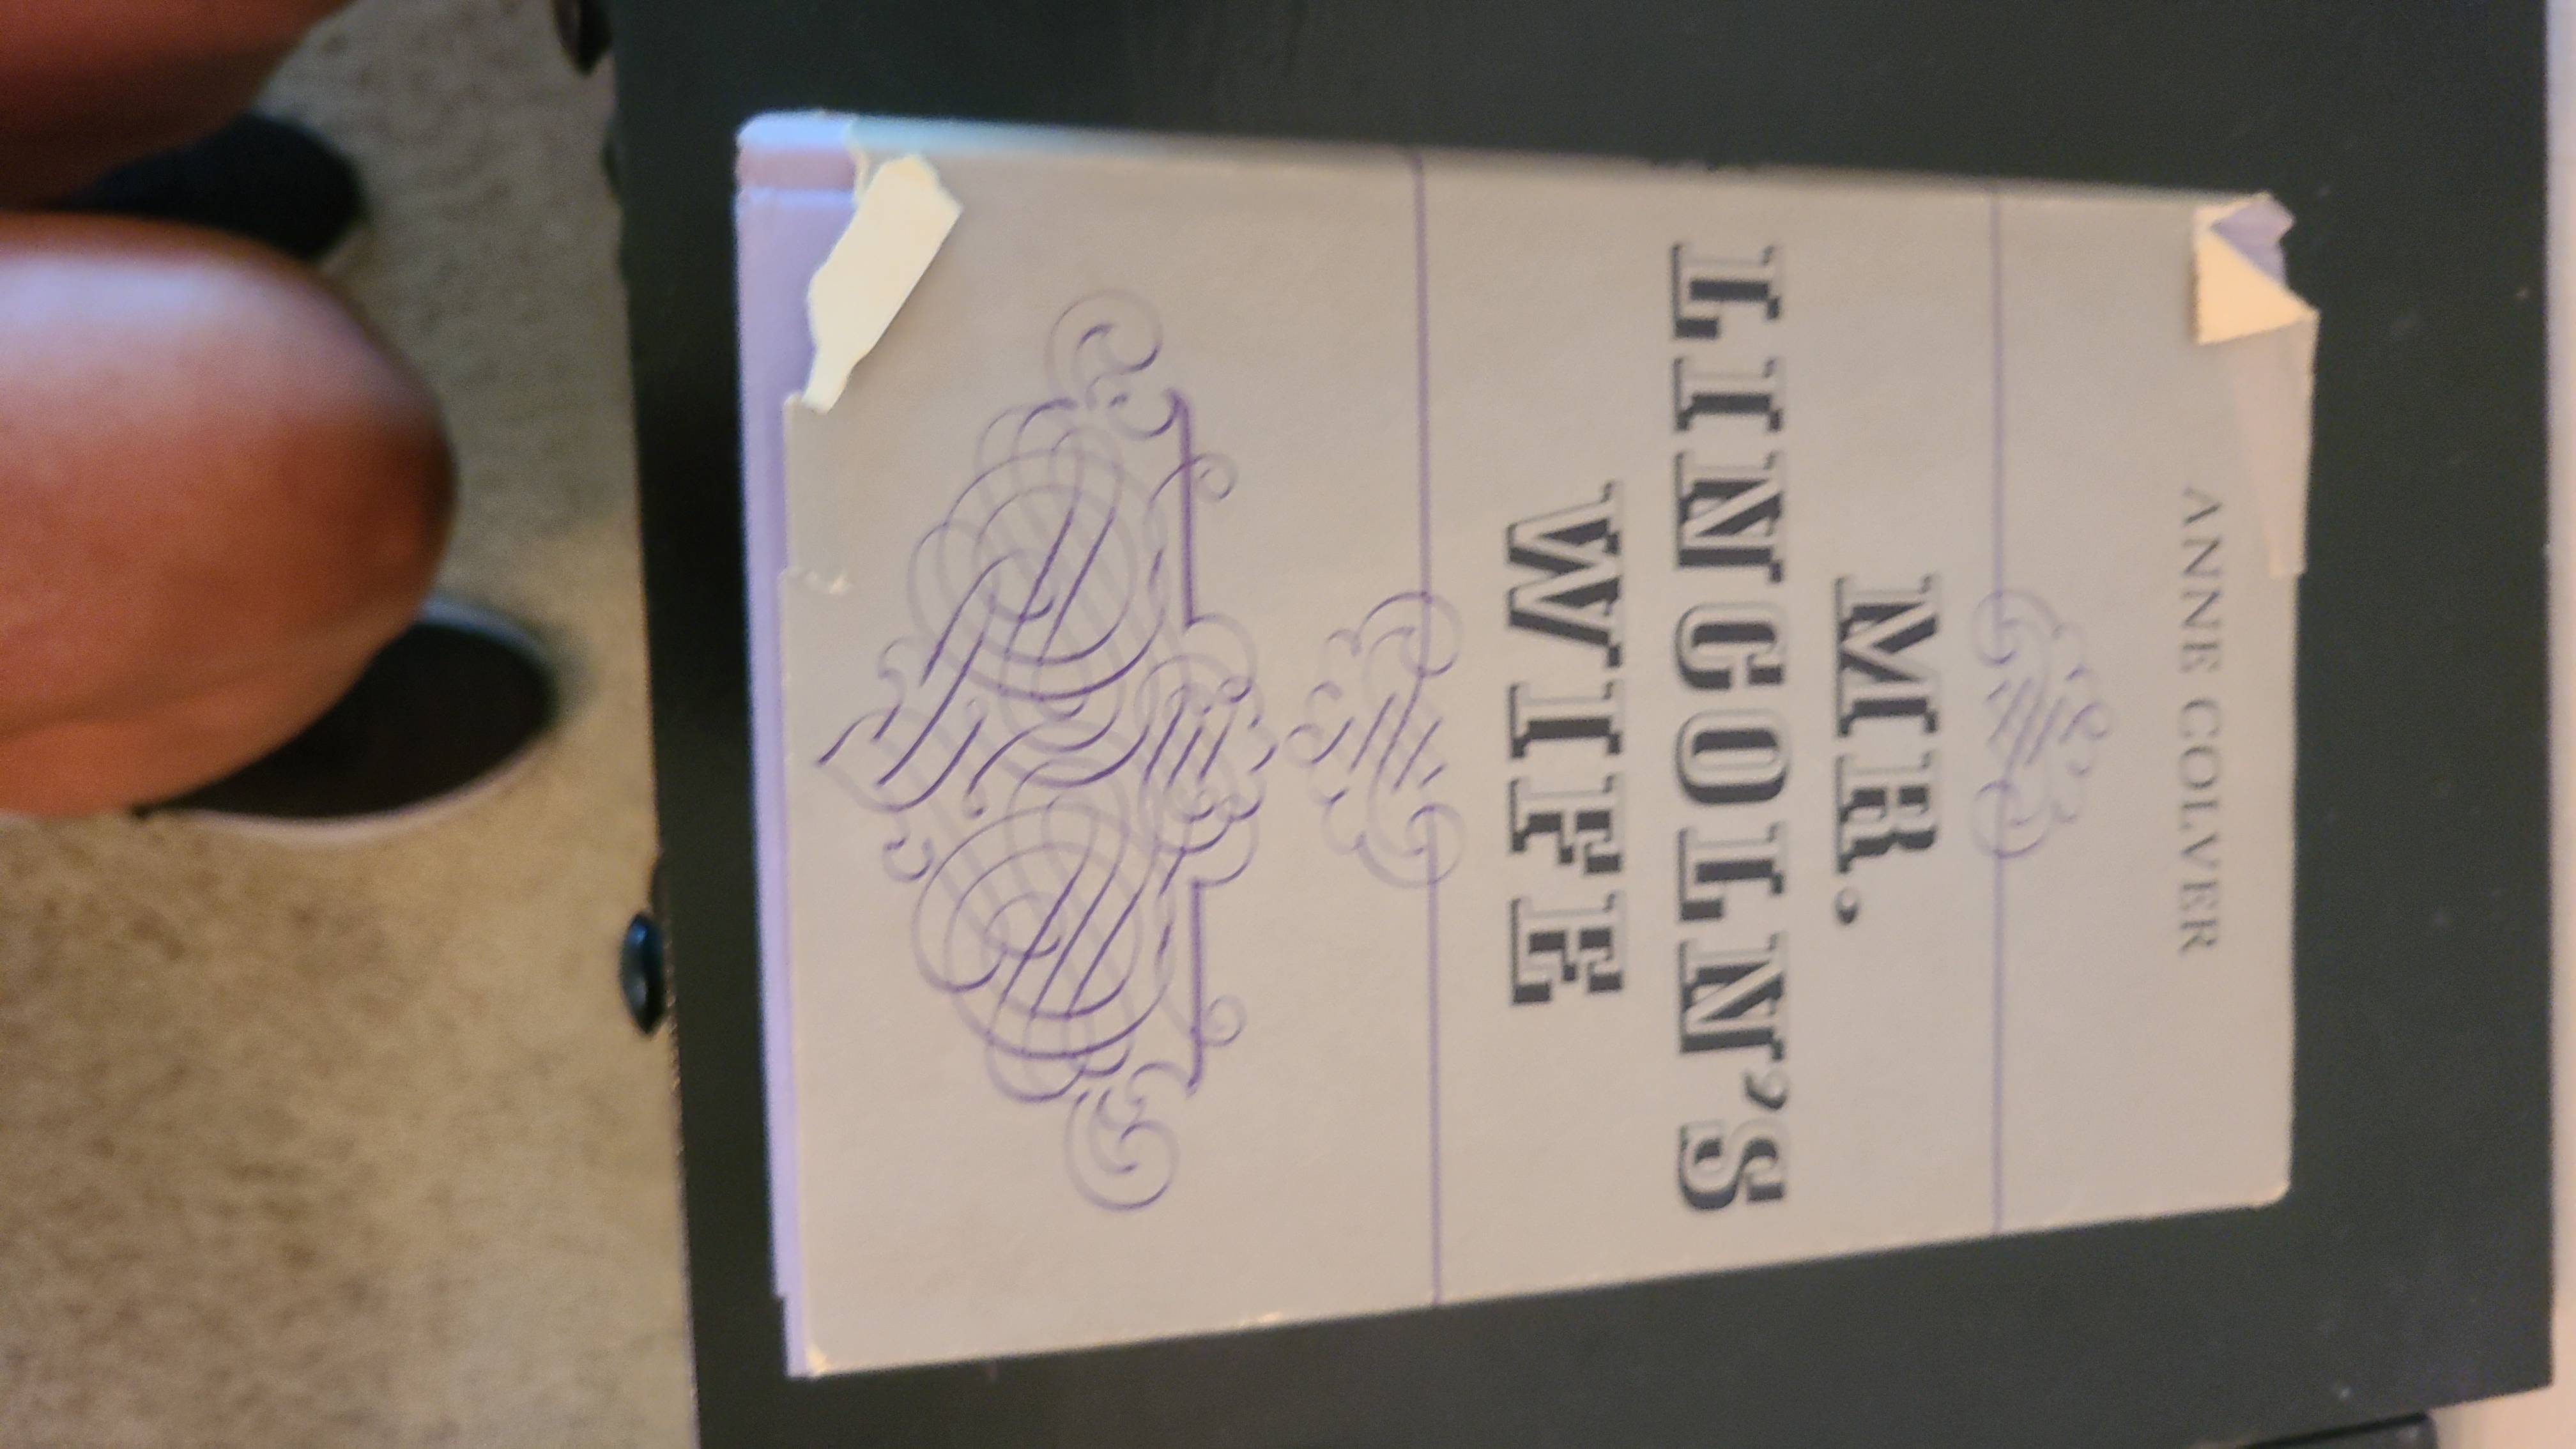 ANNE COLVER
MR.
LINCOLN'S
WIFE